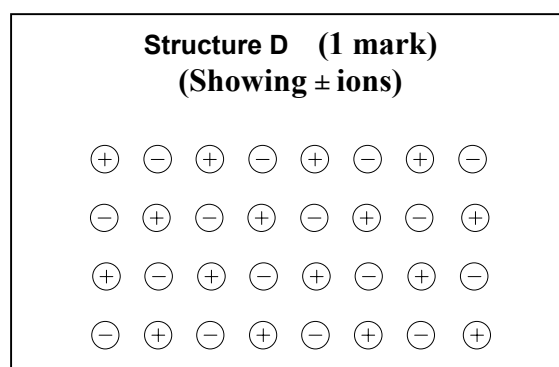 Structure D (1 mark)
(Showing ± ions)
+ − + − + − + −
− + − + − + − +
+ − + − + − + −
− + − + − + − +